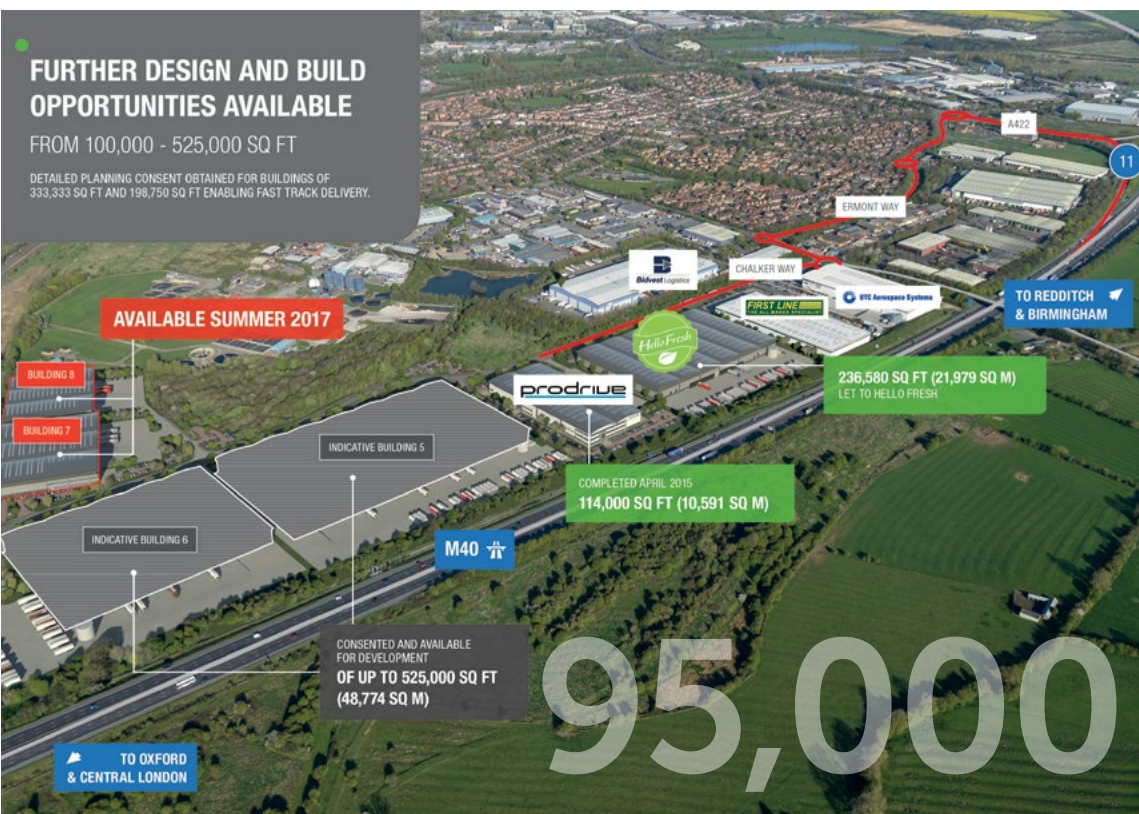 FURTHER DESIGN AND BUILD
OPPORTUNITIES AVAILABLE
FROM 100,000 - 525,000 SQ FT
DETAILED PLANNING CONSENT OBTAINED FOR BUILDINGS OF
333,333 SQ FT AND 198,750 SQ FT ENABLING FAST TRACK DELIVERY.
A422
11
ERMONT WAY
CHALKER WAY
Bidvest Logistics
UTC Aerospace Systems
FIRST LINE
THE ALL MAKES SPECIALIST
TO REDDITCH
& BIRMINGHAM
AVAILABLE SUMMER 2017
HelloFresh
BUILDING 8
prodrive
236,580 SQ FT (21,979 SQ M)
LET TO HELLO FRESH
BUILDING 7
INDICATIVE BUILDING 5
COMPLETED APRIL 2015
114,000 SQ FT (10,591 SQ M)
INDICATIVE BUILDING 6
M40
CONSENTED AND AVAILABLE
FOR DEVELOPMENT
OF UP TO 525,000 SQ FT
(48,774 SQ M)
95,000
TO OXFORD
& CENTRAL LONDON